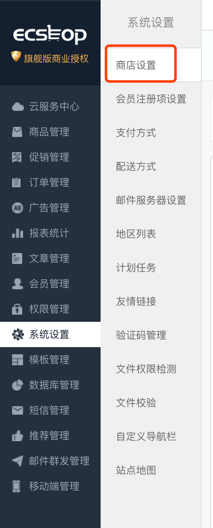 ecshop
旗舰版商业授权
云服务中心
商品管理
促销管理
订单管理
广告管理
报表统计
文章管理
会员管理
权限管理
系统设置
模板管理
数据库管理
短信管理
推荐管理
邮件群发管理
移动端管理
系统设置
商店设置
会员注册项设置
支付方式
配送方式
邮件服务器设置
地区列表
计划任务
友情链接
验证码管理
文件权限检测
文件校验
自定义导航栏
站点地图